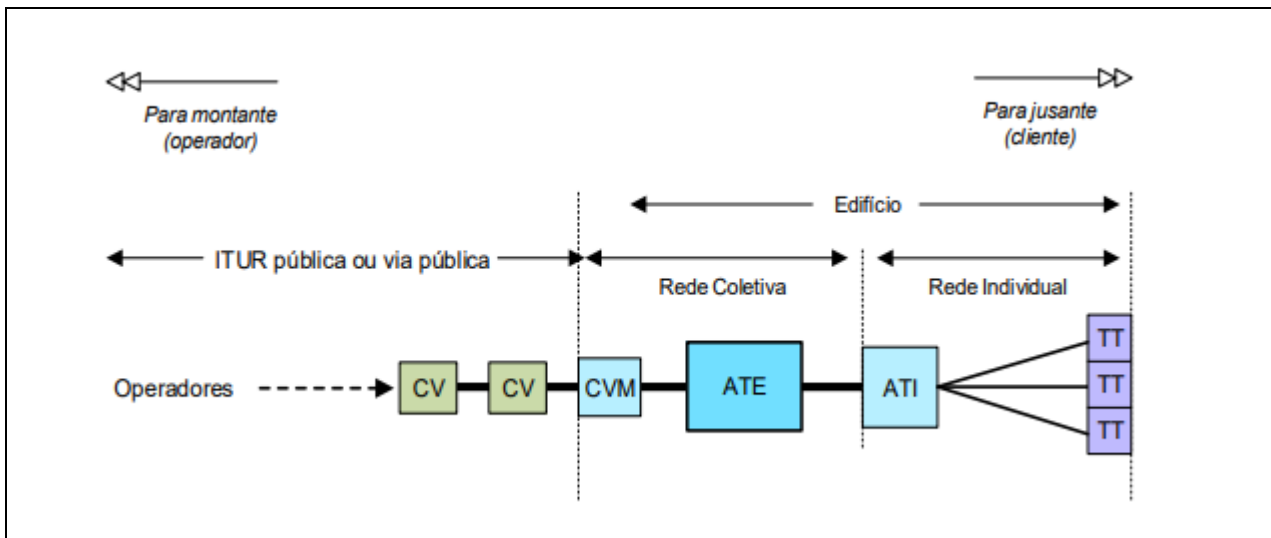 Para montante
(operador)
Para jusante
(cliente)
Edifício
ITUR pública ou via pública
Rede Coletiva
Rede Individual
Operadores
CV
CV
CVM
ATE
ATI
TT
TT
TT